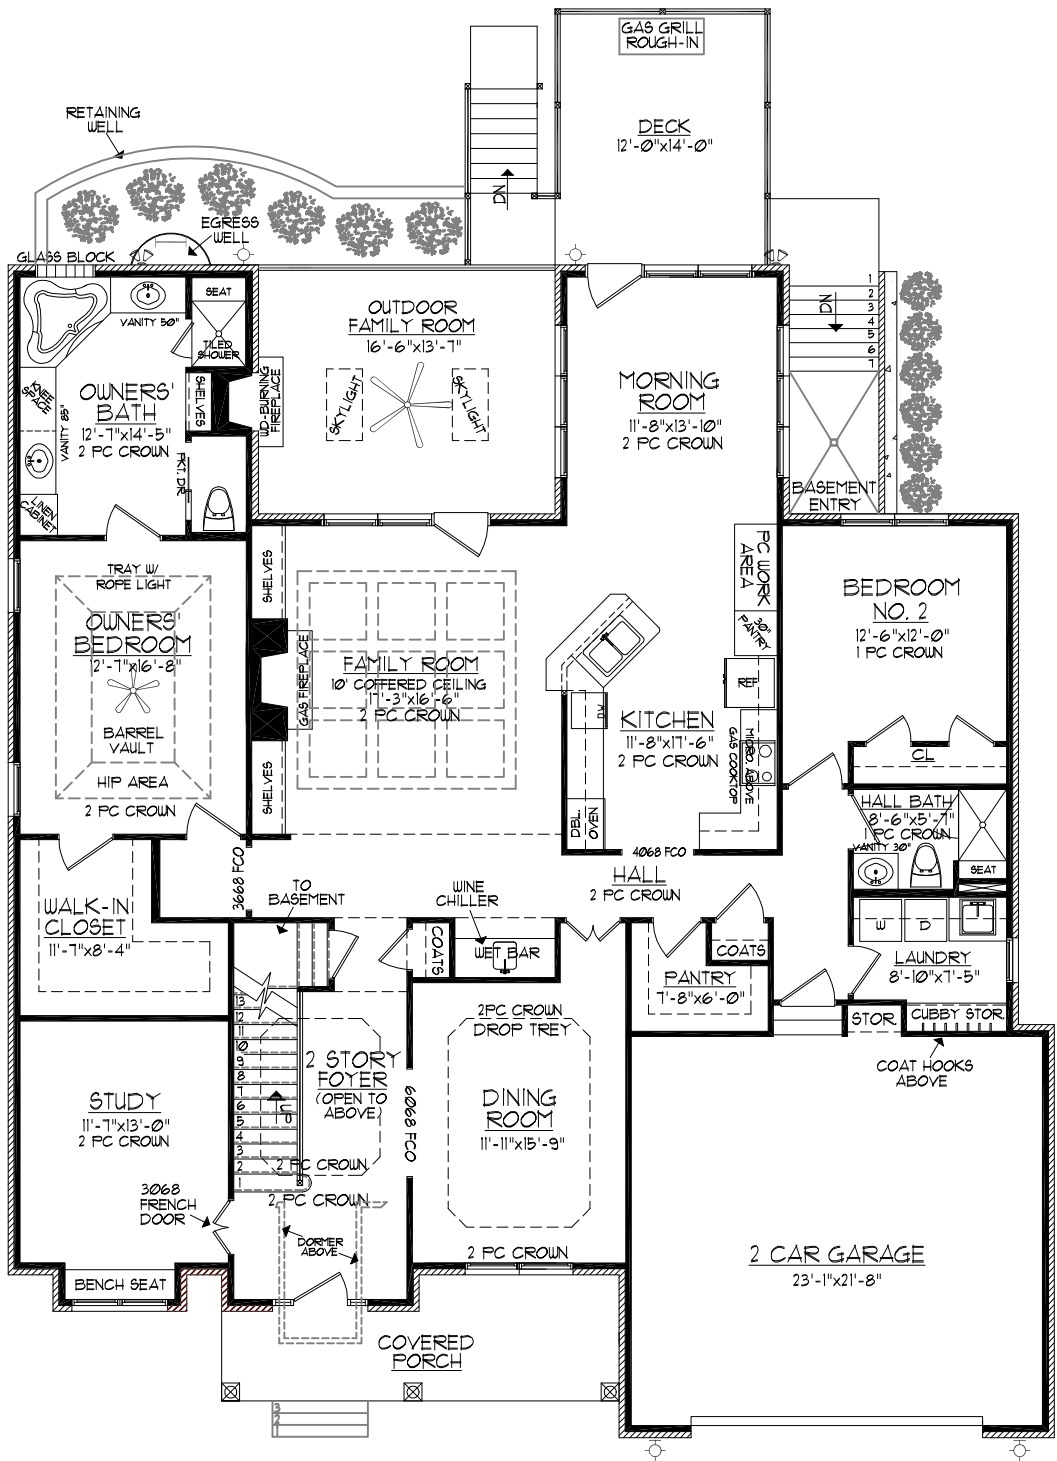 GAS GRILL
ROUGH-IN
DECK
12'-0"x14'-0"
RETAINING
WELL
DN
EGRESS
WELL
GLASS BLOCK
SEAT
VANITY 50"
TILED
SHOWER
KNEE
SPACE
VANITY 85"
OWNERS'
BATH
12'-7"x14'-5"
2 PC CROWN
SHELVES
WD-BURNING
FIREPLACE
PKT. DR.
LINEN
CABINET
OUTDOOR
FAMILY ROOM
16'-6"x13'-7"
SKYLIGHT
SKYLIGHT
MORNING
ROOM
11'-8"x13'-10"
2 PC CROWN
DN
1
2
3
4
5
6
7
BASEMENT
ENTRY
TRAY W/
ROPE LIGHT
OWNERS'
BEDROOM
12'-7"x16'-8"
BARREL
VAULT
HIP AREA
2 PC CROWN
SHELVES
GAS FIREPLACE
SHELVES
FAMILY ROOM
10' COFFERED CEILING
17'-3"x16'-6"
2 PC CROWN
PC WORK
AREA
30"
PANTRY
REF
D.W.
KITCHEN
11'-8"x17'-6"
2 PC CROWN
MICRO. ABOVE
GAS COOKTOP
DBL.
OVEN
BEDROOM
NO. 2
12'-6"x12'-0"
1 PC CROWN
CL
HALL BATH
8'-6"x5'-7"
1 PC CROWN
VANITY 30"
SEAT
4068 FCO
HALL
2 PC CROWN
3668 FCO
TO
BASEMENT
WINE
CHILLER
WET BAR
COATS
COATS
WALK-IN
CLOSET
11'-7"x8'-4"
PANTRY
7'-8"x6'-0"
W
D
LAUNDRY
8'-10"x7'-5"
STOR.
CUBBY STOR.
COAT HOOKS
ABOVE
13
12
11
10
9
8
7
6
5
4
3
2
1
UP
2 STORY
FOYER
(OPEN TO
ABOVE)
2 PC CROWN
2 PC CROWN
6068 FCO
2PC CROWN
DROP TREY
DINING
ROOM
11'-11"x15'-9"
2 PC CROWN
STUDY
11'-7"x13'-0"
2 PC CROWN
3068
FRENCH
DOOR
DORMER
ABOVE
BENCH SEAT
2 CAR GARAGE
23'-1"x21'-8"
COVERED
PORCH
3
2
1